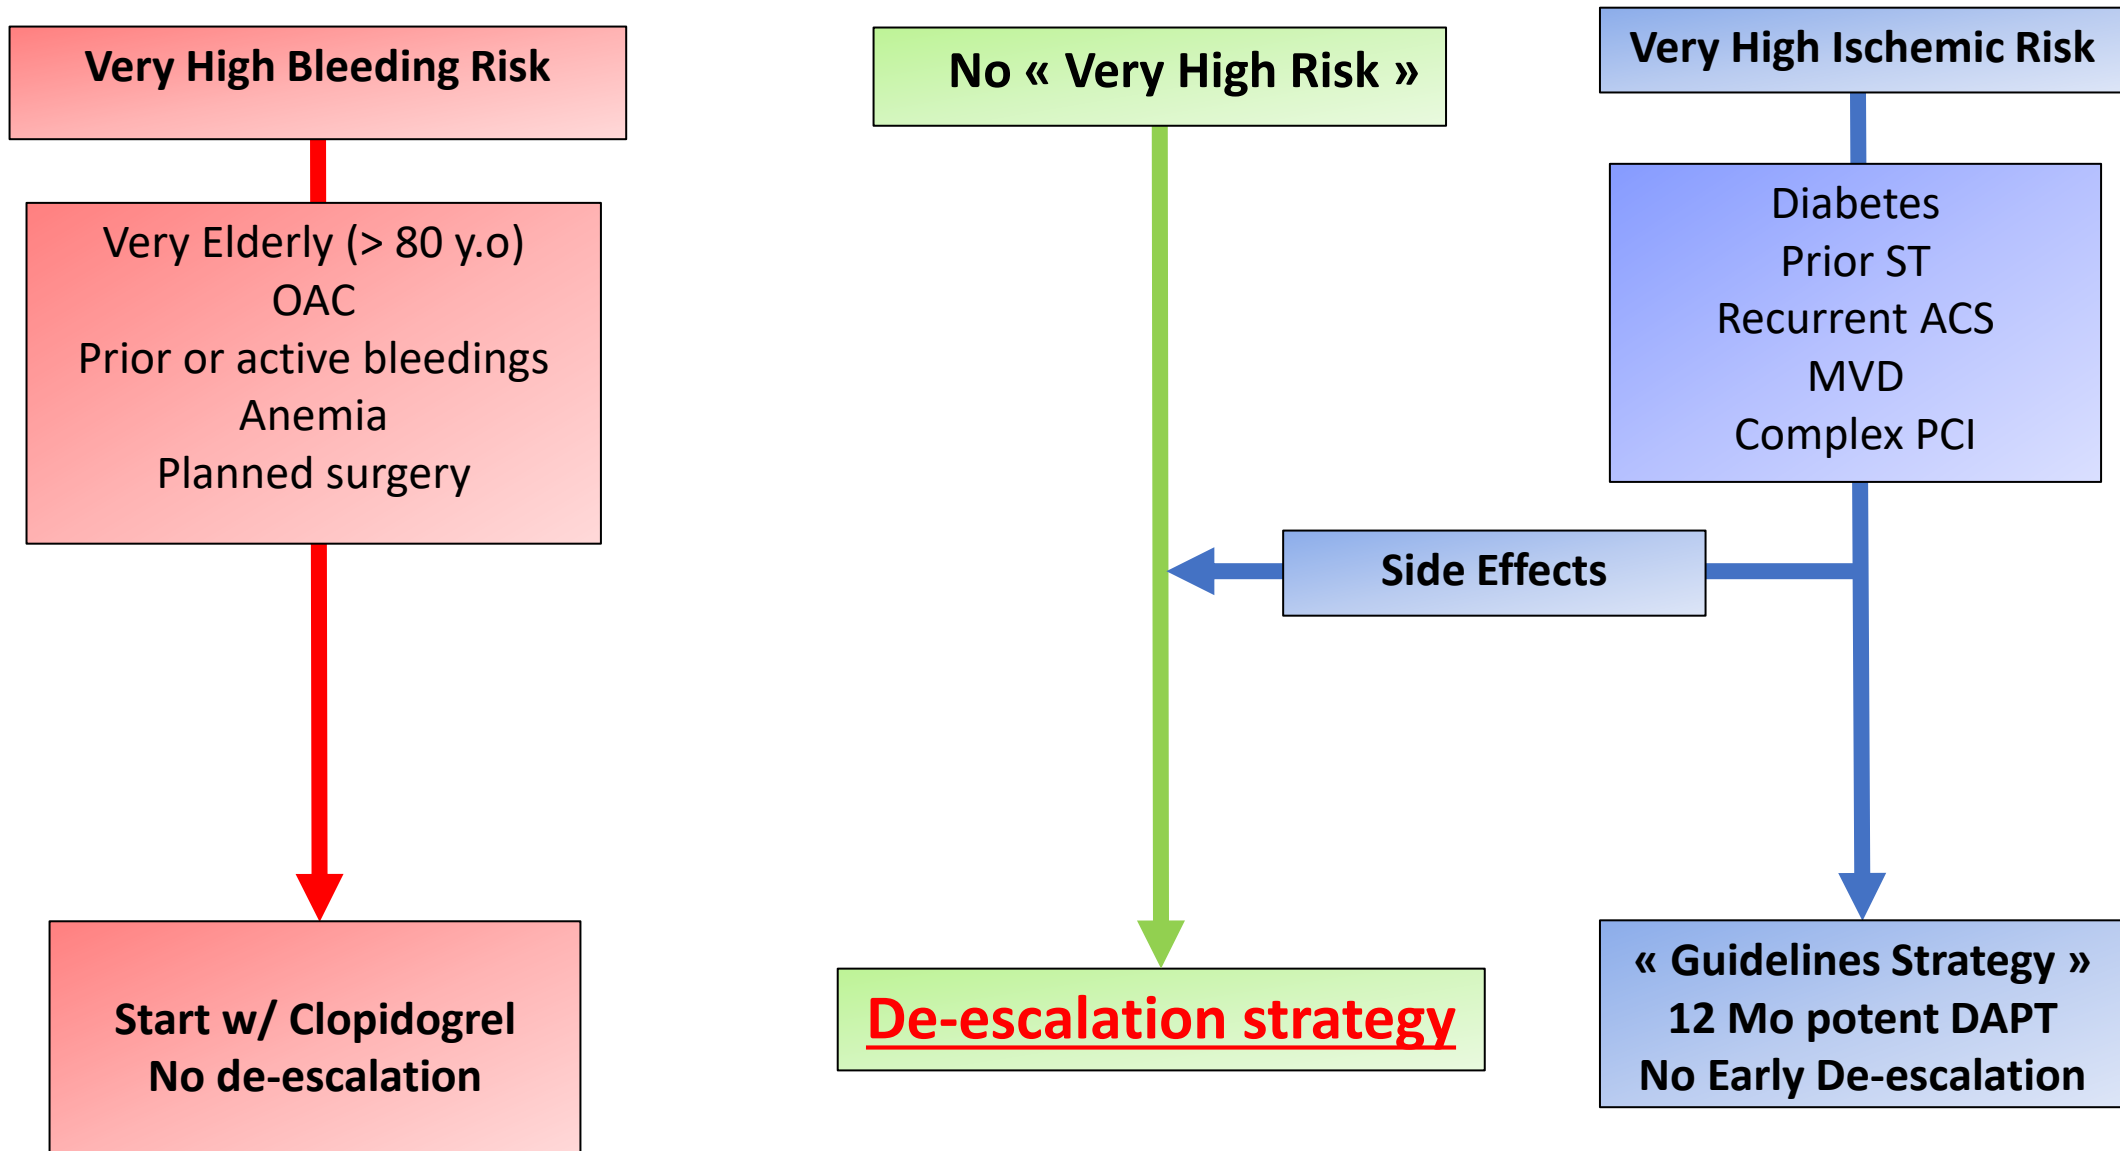 Very High Bleeding Risk
Very Elderly (> 80 y.o)
OAC
Prior or active bleedings
Anemia
Planned surgery
Start w/ Clopidogrel
No de-escalation
No « Very High Risk »
De-escalation strategy
Very High Ischemic Risk
Diabetes
Prior ST
Recurrent ACS
MVD
Complex PCI
Side Effects
« Guidelines Strategy »
12 Mo potent DAPT
No Early De-escalation